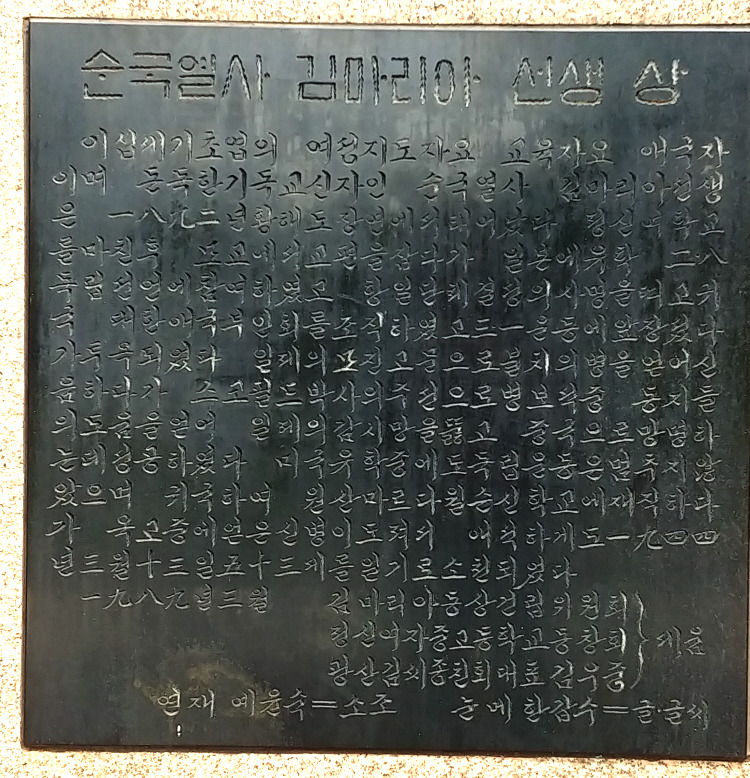 순국열사 김마리아 선생 상
이십세기초엽의 여성지도자요 교육자요 애국자
이며 돈독한기독교신자인 순국열사 김마리아선생
은 一八九二년황해도장연에서태어났다 정신여학교
를마친후 모교에서교편을잡다가 일본에유학 二·八
독립선언에참여하였고 항일단체결성의사명을띠고귀
국 대한애국부인회를조직하였고三一운동에앞장섰다
가투옥되었다 일제의모진고문으로불치의병을얻어신
음하다가 스코필드박사의주선으로병보석중 동지들
의도움을얻어 일제의감시망을뚫고 중국으로망명하
는데성공하였다 미국유학중에도독립운동은멈추지않
았으며 귀국하여 원산마르다윌슨신학교에재직하다
가 옥고중에얻은신병이도져서 애석하게도一九四四
년三월十三일五十三세를일기로소천되었다
一九八九년三월 김마리아동상건립위원회
정신여자중고등학교동창회 세움
광산김씨종친회대표김우중
연재 예윤숙=소조 눈메한갑수=글·글씨